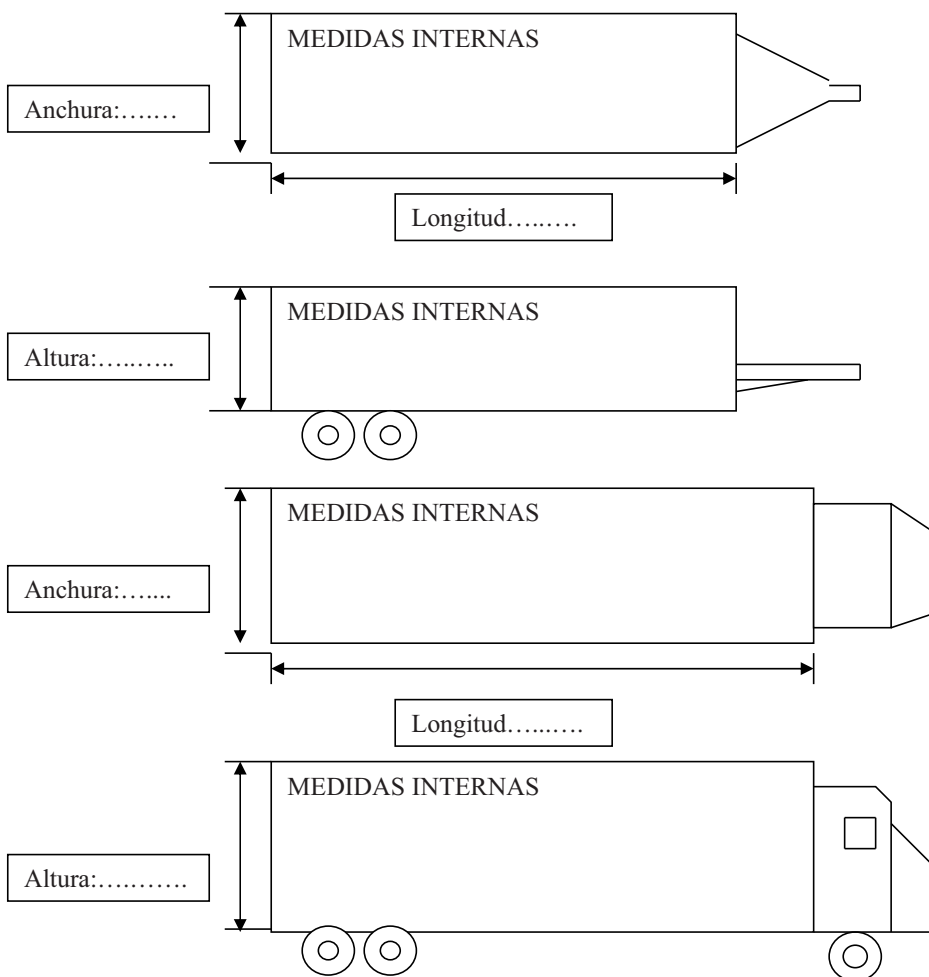 MEDIDAS INTERNAS
Anchura:…….
Longitud…..….
MEDIDAS INTERNAS
Altura:…..…..
MEDIDAS INTERNAS
Anchura:…....
Longitud…...….
MEDIDAS INTERNAS
Altura:….…….